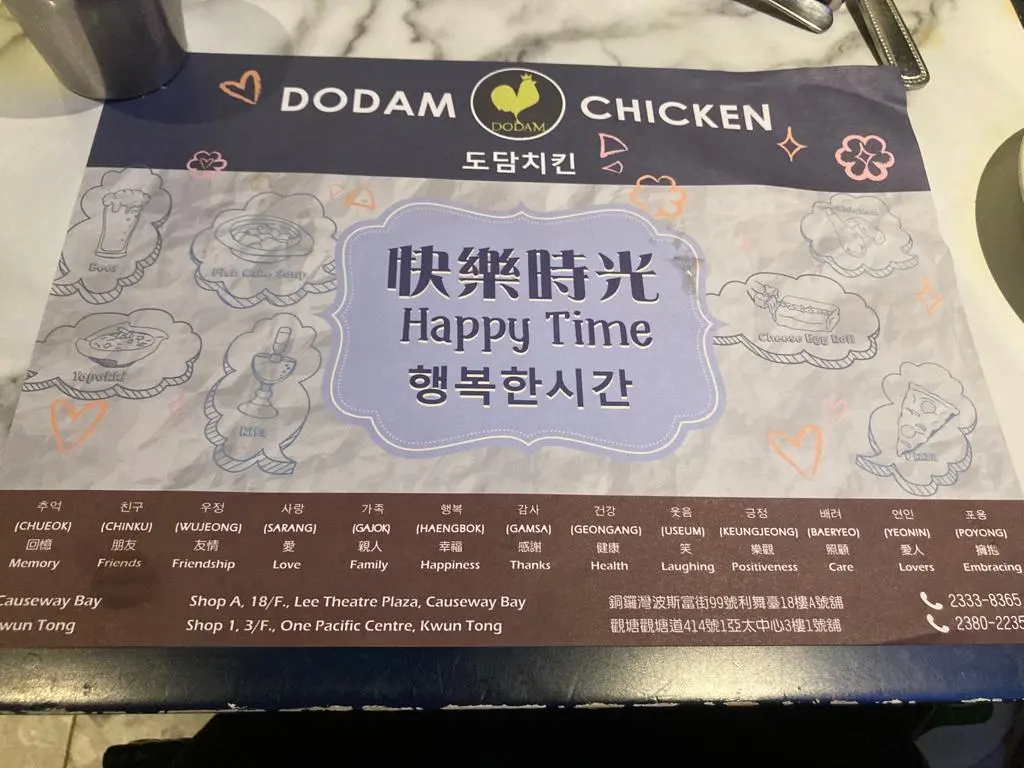 DODAM CHICKEN
DODAM
도담치킨
快樂時光
Happy Time
행복한시간
Beer
Fish Cake Soup
Topokki
Cheese Egg Roll
추억 친구 우정 사랑 가족 행복 감사 건강 웃음 긍정 배려 연인 포용
(CHUEOK) (CHINKU) (WUJEONG) (SARANG) (GAJOK) (HAENGBOK) (GAMSA) (GEONGANG) (USEUM) (KEUNGJEONG) (BAERYEO) (YEONIN) (POYONG)
回憶 朋友 友情 愛 親人 幸福 感謝 健康 笑 樂觀 照顧 愛人 擁抱
Memory Friends Friendship Love Family Happiness Thanks Health Laughing Positiveness Care Lovers Embracing
Causeway Bay Shop A, 18/F., Lee Theatre Plaza, Causeway Bay 銅鑼灣波斯富街99號利舞臺18樓A號舖 2333-8365
Kwun Tong Shop 1, 3/F., One Pacific Centre, Kwun Tong 觀塘觀塘道414號1亞太中心3樓1號舖 2380-2235